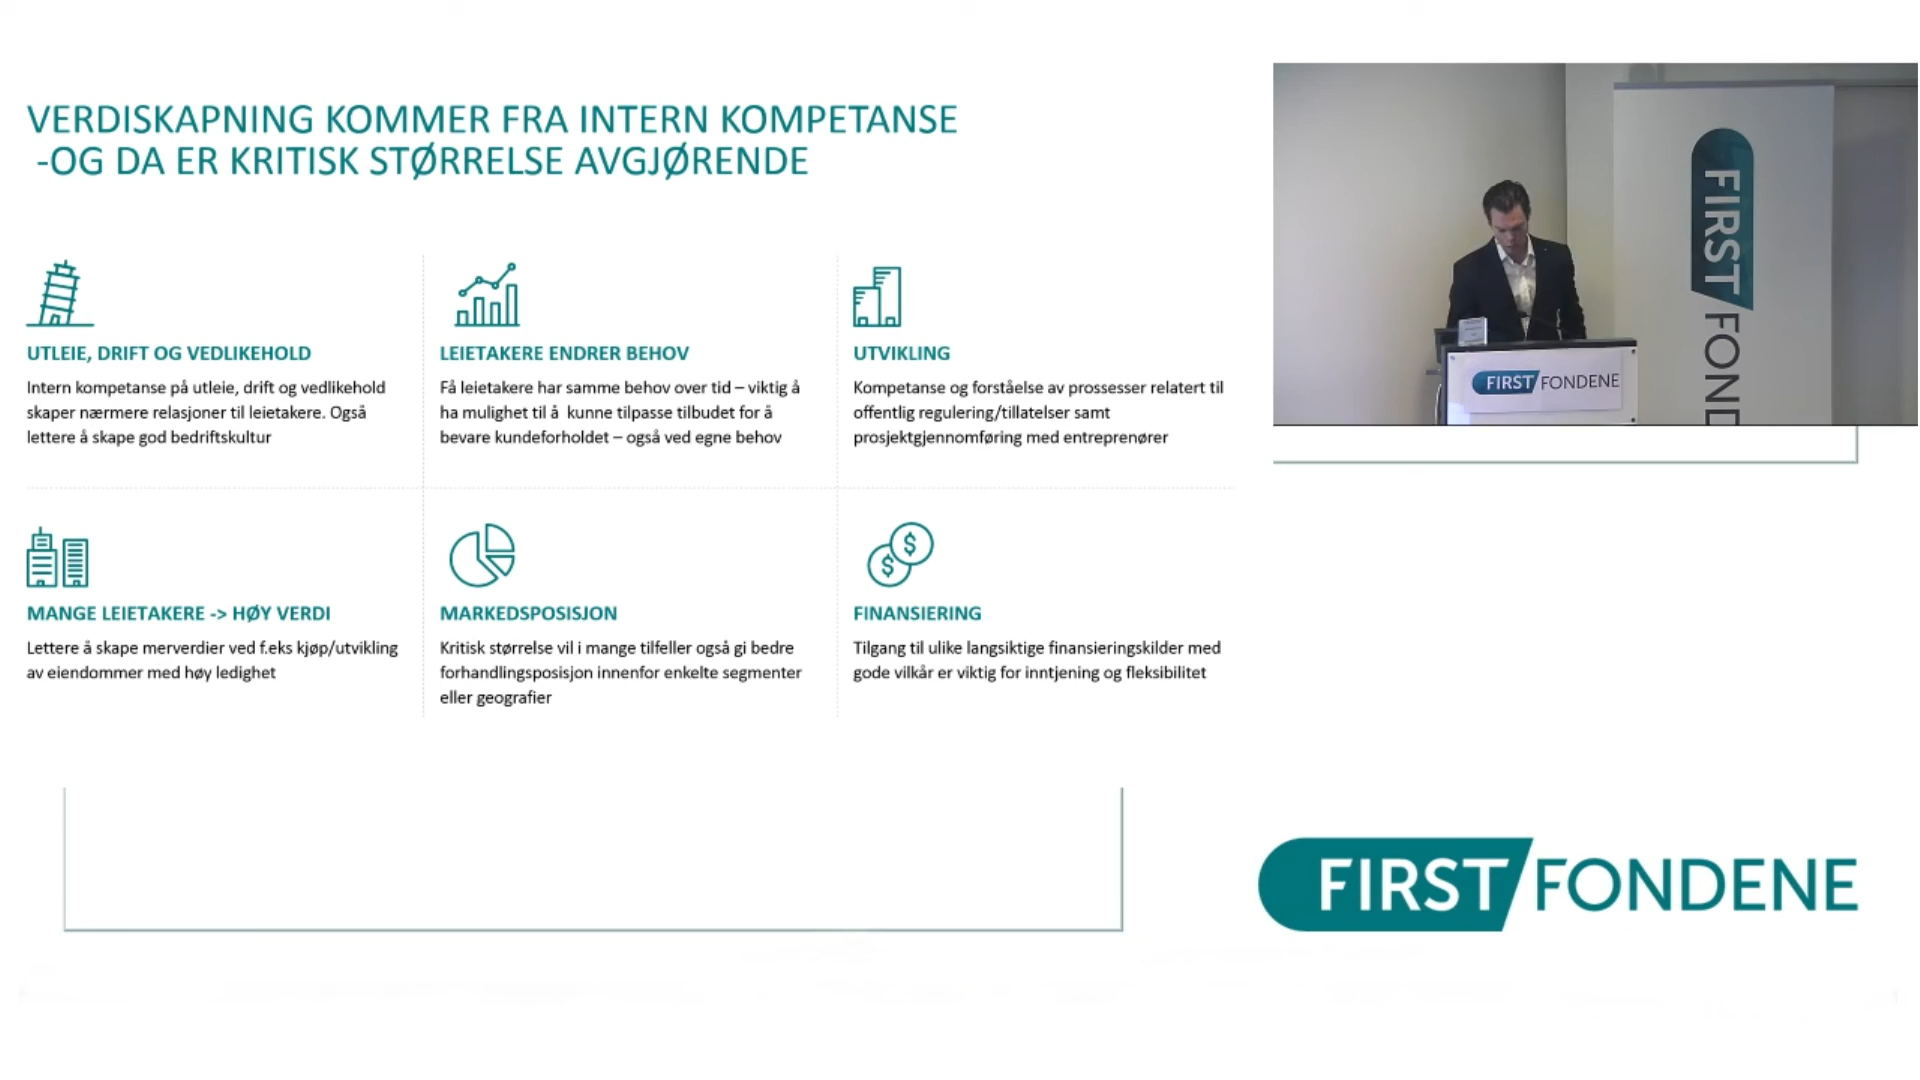 VERDISKAPNING KOMMER FRA INTERN KOMPETANSE
-OG DA ER KRITISK STØRRELSE AVGJØRENDE
UTLEIE, DRIFT OG VEDLIKEHOLD
Intern kompetanse på utleie, drift og vedlikehold
skaper nærmere relasjoner til leietakere. Også
lettere å skape god bedriftskultur
LEIETAKERE ENDRER BEHOV
Få leietakere har samme behov over tid – viktig å
ha mulighet til å kunne tilpasse tilbudet for å
bevare kundeforholdet – også ved egne behov
UTVIKLING
Kompetanse og forståelse av prossesser relatert til
offentlig regulering/tillatelser samt
prosjektgjennomføring med entreprenører
MANGE LEIETAKERE -> HØY VERDI
Lettere å skape merverdier ved f.eks kjøp/utvikling
av eiendommer med høy ledighet
MARKEDSPOSISJON
Kritisk størrelse vil i mange tilfeller også gi bedre
forhandlingsposisjon innenfor enkelte segmenter
eller geografier
$ $
FINANSIERING
Tilgang til ulike langsiktige finansieringskilder med
gode vilkår er viktig for inntjening og fleksibilitet
FIRST FOND
FIRST FONDENE
FIRST FONDENE